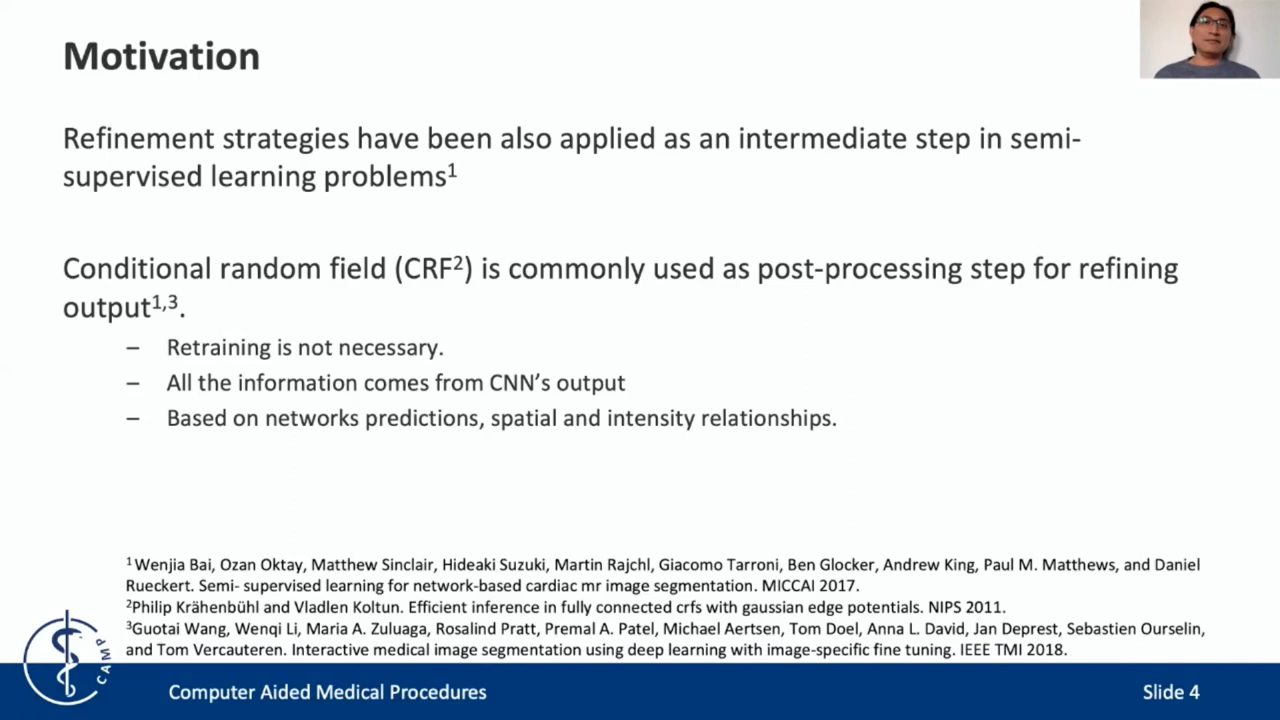 Motivation
Refinement strategies have been also applied as an intermediate step in semi-
supervised learning problems¹
Conditional random field (CRF²) is commonly used as post-processing step for refining
output¹,³.
– Retraining is not necessary.
– All the information comes from CNN’s output
– Based on networks predictions, spatial and intensity relationships.
¹ Wenjia Bai, Ozan Oktay, Matthew Sinclair, Hideaki Suzuki, Martin Rajchl, Giacomo Tarroni, Ben Glocker, Andrew King, Paul M. Matthews, and Daniel
Rueckert. Semi- supervised learning for network-based cardiac mr image segmentation. MICCAI 2017.
²Philip Krähenbühl and Vladlen Koltun. Efficient inference in fully connected crfs with gaussian edge potentials. NIPS 2011.
³Guotai Wang, Wenqi Li, Maria A. Zuluaga, Rosalind Pratt, Premal A. Patel, Michael Aertsen, Tom Doel, Anna L. David, Jan Deprest, Sebastien Ourselin,
and Tom Vercauteren. Interactive medical image segmentation using deep learning with image-specific fine tuning. IEEE TMI 2018.
CAMP
Computer Aided Medical Procedures
Slide 4